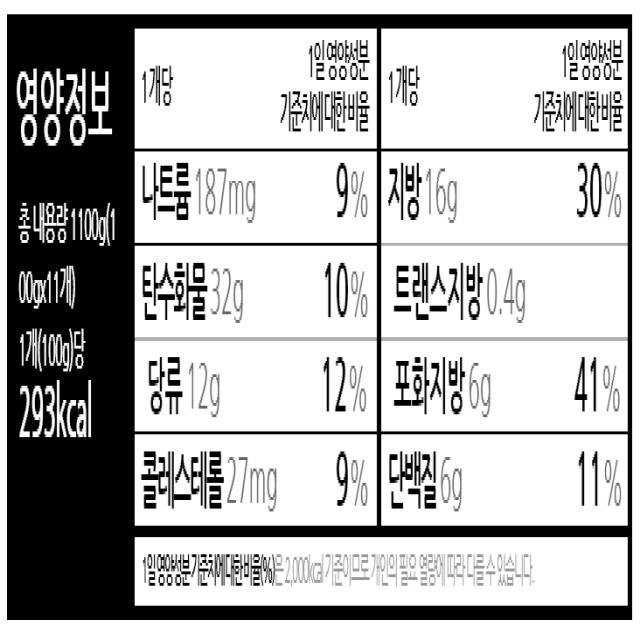 영양정보
총 내용량 1100g(1
00gx11개)
1개(100g)당
293kcal
1개당 1일 영양성분
기준치에 대한 비율
나트륨 187mg 9%
탄수화물 32g 10%
당류 12g 12%
콜레스테롤 27mg 9%
1개당 1일 영양성분
기준치에 대한 비율
지방 16g 30%
트랜스지방 0.4g
포화지방 6g 41%
단백질 6g 11%
1일 영양성분 기준치에 대한 비율(%)은 2,000kcal 기준이므로 개인의 필요 열량에 따라 다를 수 있습니다.